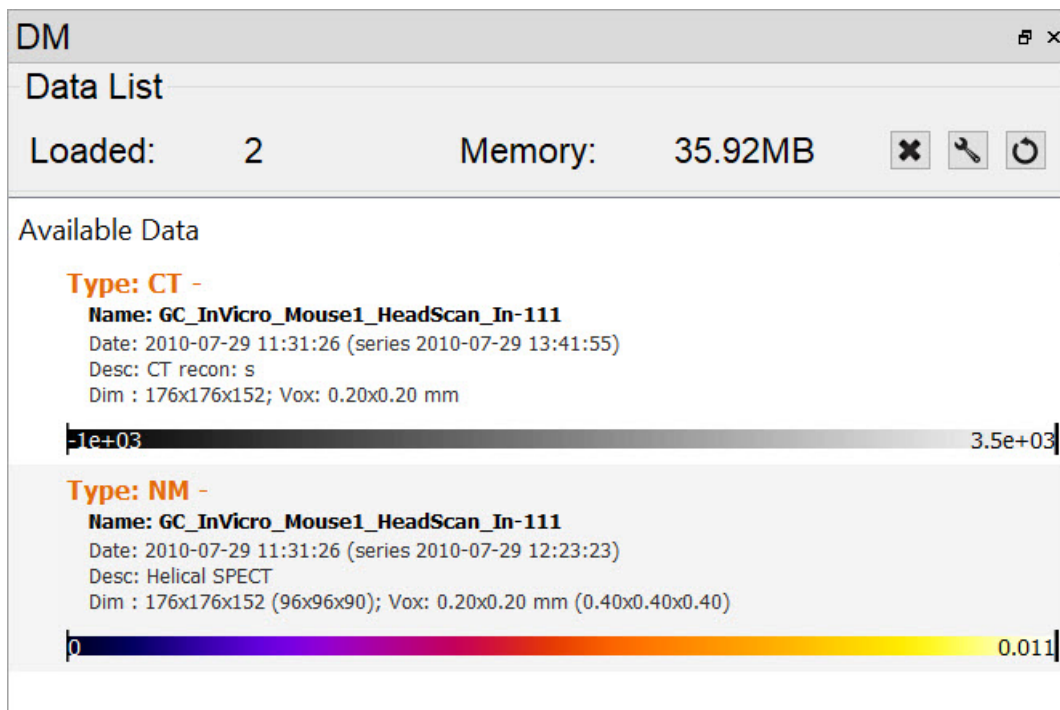 DM
Data List
Loaded: 2 Memory: 35.92MB
Available Data
Type: CT -
Name: GC_InVicro_Mouse1_HeadScan_In-111
Date: 2010-07-29 11:31:26 (series 2010-07-29 13:41:55)
Desc: CT recon: s
Dim : 176x176x152; Vox: 0.20x0.20 mm
-1e+03 3.5e+03
Type: NM -
Name: GC_InVicro_Mouse1_HeadScan_In-111
Date: 2010-07-29 11:31:26 (series 2010-07-29 12:23:23)
Desc: Helical SPECT
Dim : 176x176x152 (96x96x90); Vox: 0.20x0.20 mm (0.40x0.40x0.40)
0 0.011